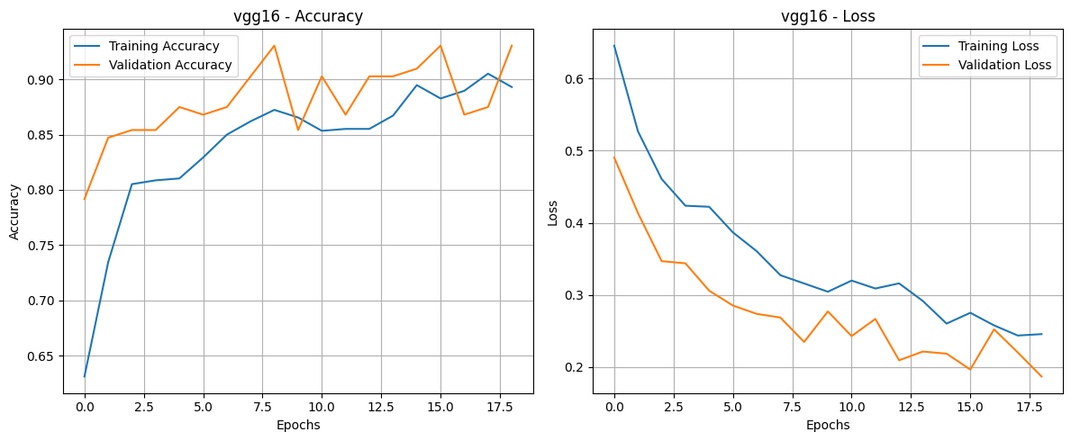 vgg16 - Accuracy
Training Accuracy
Validation Accuracy
0.90
0.85
0.80
0.75
0.70
0.65
Accuracy
0.0 2.5 5.0 7.5 10.0 12.5 15.0 17.5
Epochs
vgg16 - Loss
Training Loss
Validation Loss
0.6
0.5
0.4
0.3
0.2
Loss
0.0 2.5 5.0 7.5 10.0 12.5 15.0 17.5
Epochs